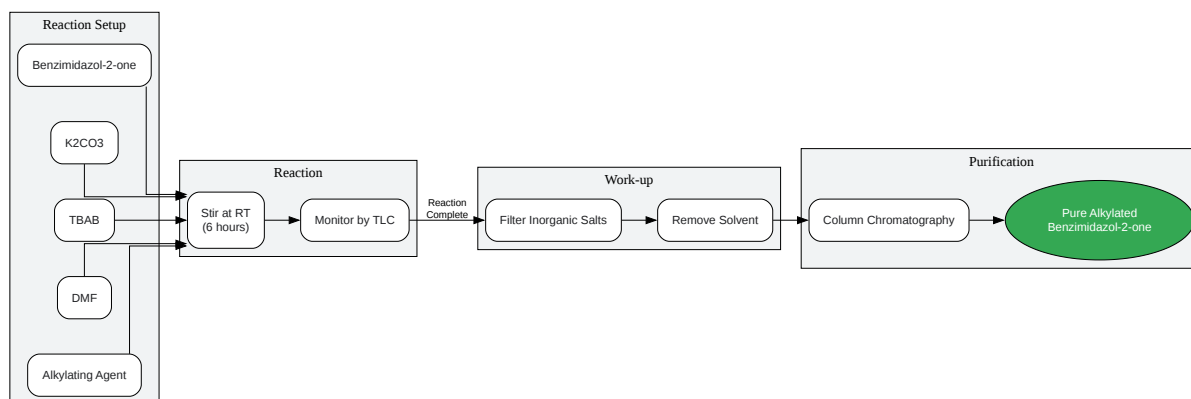 Reaction Setup
Benzimidazol-2-one
K2CO3
TBAB
DMF
Alkylating Agent
Reaction
Stir at RT
(6 hours)
Monitor by TLC
Reaction
Complete
Work-up
Filter Inorganic Salts
Remove Solvent
Purification
Column Chromatography
Pure Alkylated
Benzimidazol-2-one